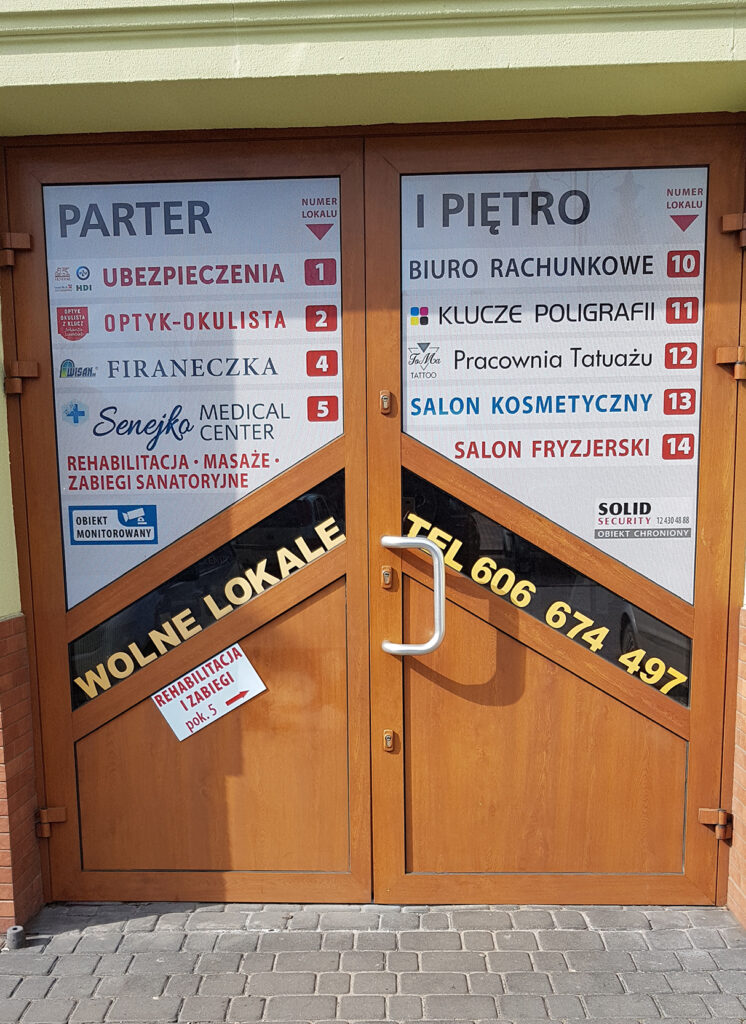 PARTER
NUMER
LOKALU
HDI
UBEZPIECZENIA 1
OPTYK
OKULISTA
Z KLUCZ
OPTYK-OKULISTA 2
WISAN
FIRANECZKA 4
Senejko MEDICAL
CENTER 5
REHABILITACJA • MASAŻE •
ZABIEGI SANATORYJNE
OBIEKT
MONITOROWANY
WOLNE LOKALE
REHABILITACJA
I ZABIEGI
pok. 5
I PIĘTRO
NUMER
LOKALU
BIURO RACHUNKOWE 10
KLUCZE POLIGRAFII 11
TATTOO
Pracownia Tatuażu 12
SALON KOSMETYCZNY 13
SALON FRYZJERSKI 14
SOLID
SECURITY 12 430 48 88
OBIEKT CHRONIONY
TEL 606 674 497